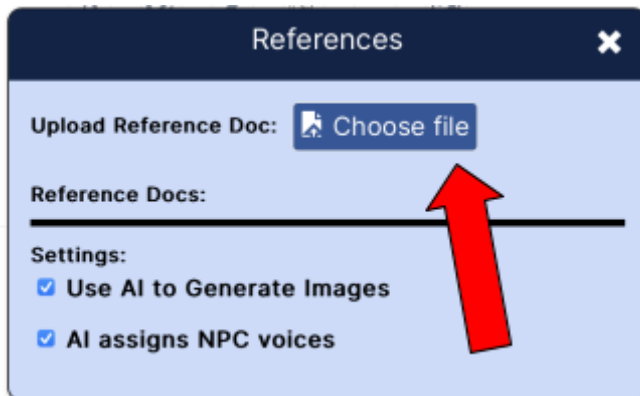 References
Upload Reference Doc: Choose file
Reference Docs:
Settings:
Use AI to Generate Images
AI assigns NPC voices